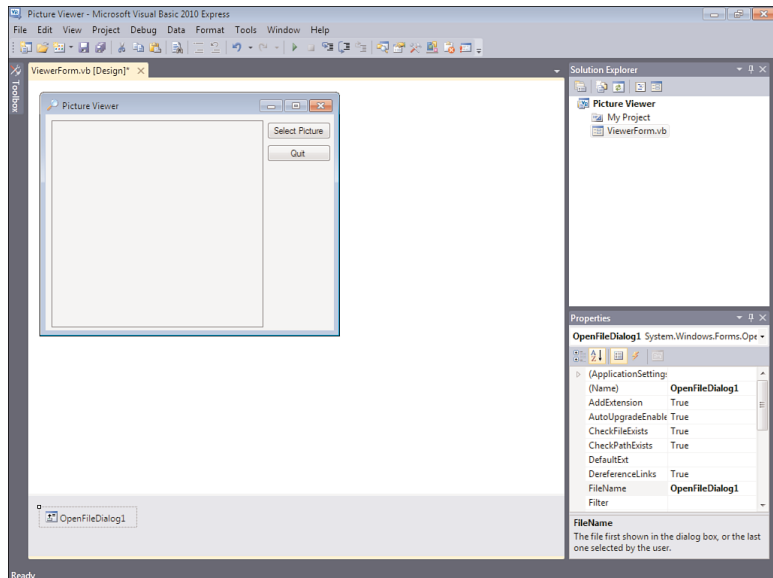 Picture Viewer - Microsoft Visual Basic 2010 Express
File Edit View Project Debug Data Format Tools Window Help
Toolbox
ViewerForm.vb [Design]*
Picture Viewer
Select Picture
Quit
OpenFileDialog1
Solution Explorer
Picture Viewer
My Project
ViewerForm.vb
Properties
OpenFileDialog1 System.Windows.Forms.Ope
(ApplicationSetting:
(Name) OpenFileDialog1
AddExtension True
AutoUpgradeEnable True
CheckFileExists True
CheckPathExists True
DefaultExt
DereferenceLinks True
FileName OpenFileDialog1
Filter
FileName
The file first shown in the dialog box, or the last
one selected by the user.
Ready